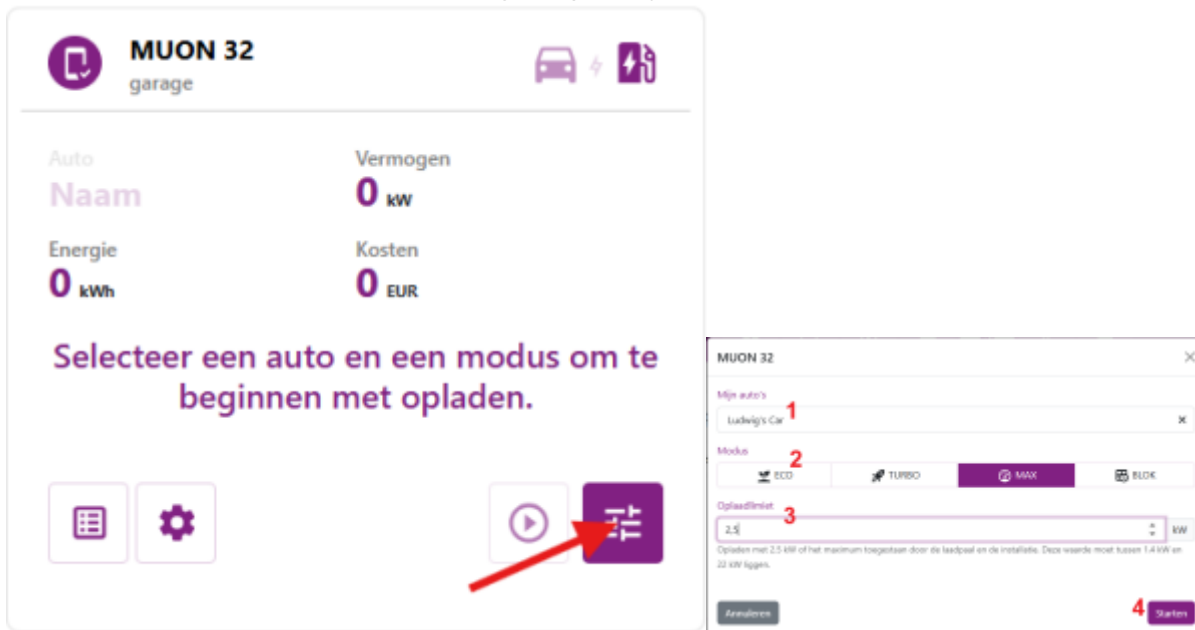 MUON 32
garage
Auto
Naam
Vermogen
0 kW
Energie
0 kWh
Kosten
0 EUR
Selecteer een auto en een modus om te
beginnen met opladen.
MUON 32
Mijn auto's
1
Ludwig's Car
Modus
2
ECO
TURBO
MAX
BLOK
Oplaadlimiet
3
2,5
kW
Opladen met 2.5 kW of het maximum toegestaan door de laadpaal en de installatie. Deze waarde moet tussen 1.4 kW en
22 kW liggen.
Annuleren
4
Starten